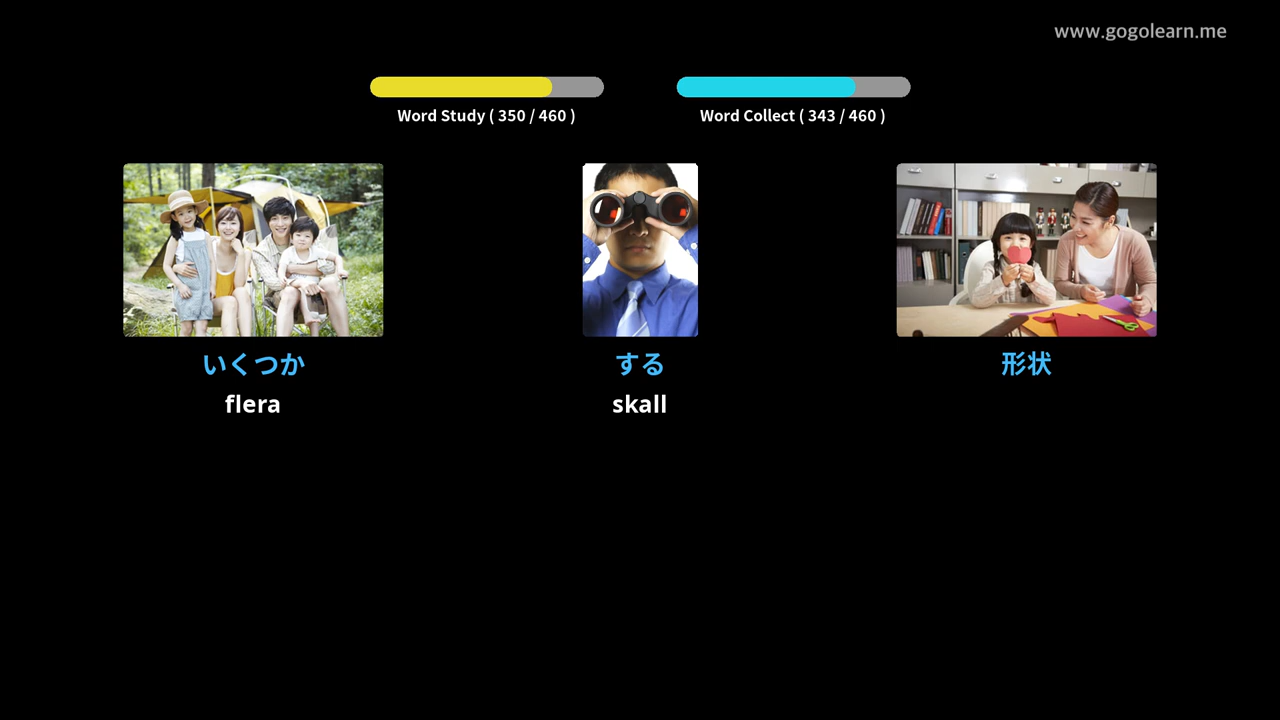 www.gogolearn.me
Word Study ( 350 / 460 )
Word Collect ( 343 / 460 )
いくつか
する
形状
flera
skall